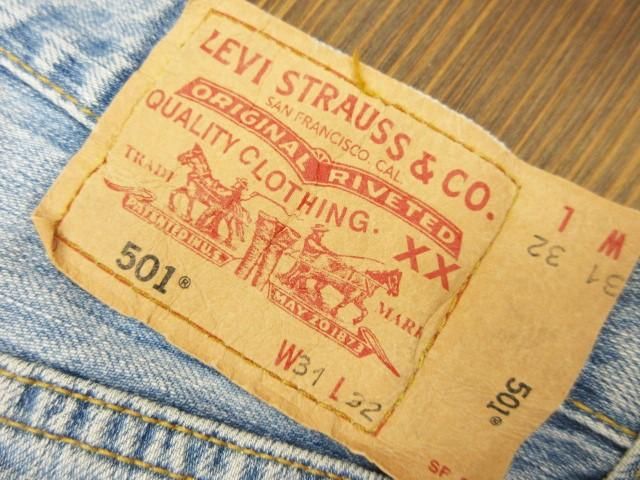 LEVI STRAUSS & CO.
SAN FRANCISCO, CAL.
ORIGINAL RIVETED
QUALITY CLOTHING.
XX
TRADE MARK
PATENTED IN U.S.
MAY 20 1873
501®
W31 L32
L W
32 31
501®